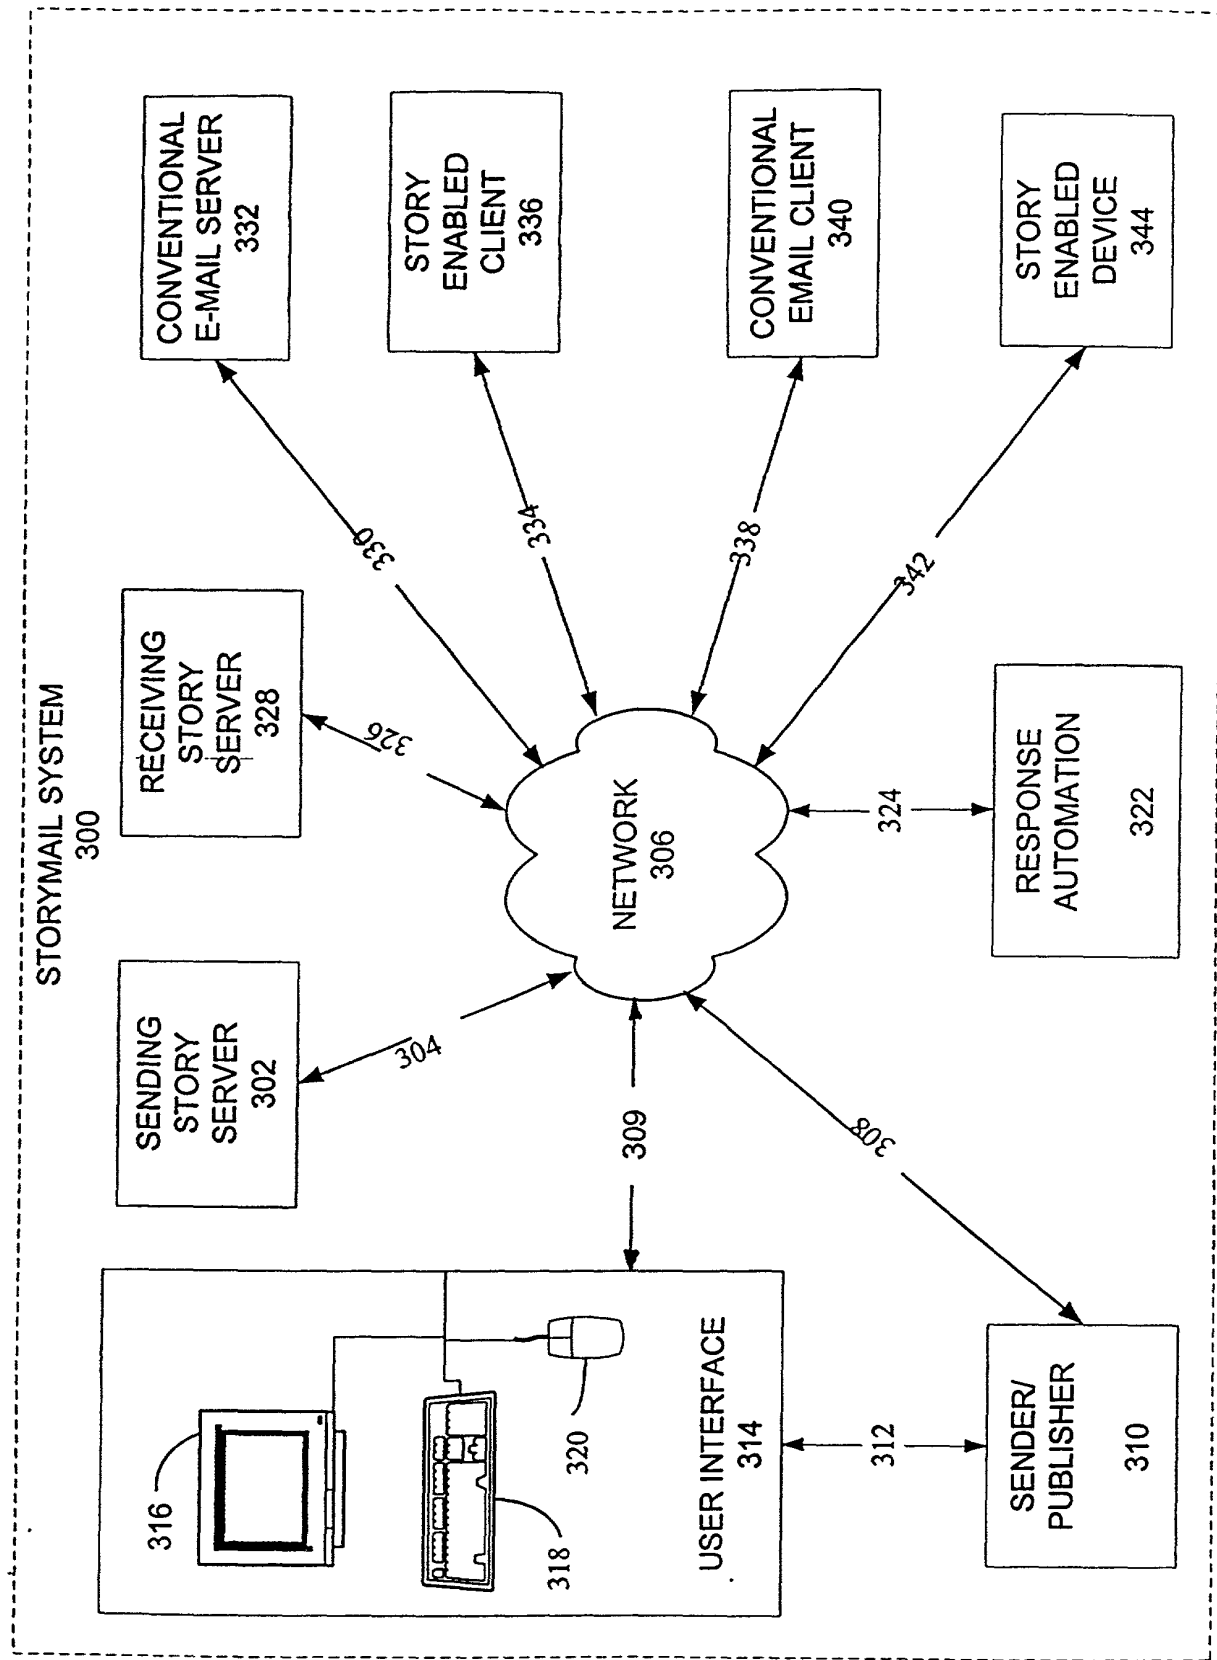 STORYMAIL SYSTEM
300
316
318
320
USER INTERFACE
314
SENDING
STORY
SERVER
302
RECEIVING
STORY
SERVER
328
CONVENTIONAL
E-MAIL SERVER
332
STORY
ENABLED
CLIENT
336
CONVENTIONAL
EMAIL CLIENT
340
STORY
ENABLED
DEVICE
344
304
326
330
334
309
NETWORK
306
338
342
308
324
312
SENDER/
PUBLISHER
310
RESPONSE
AUTOMATION
322